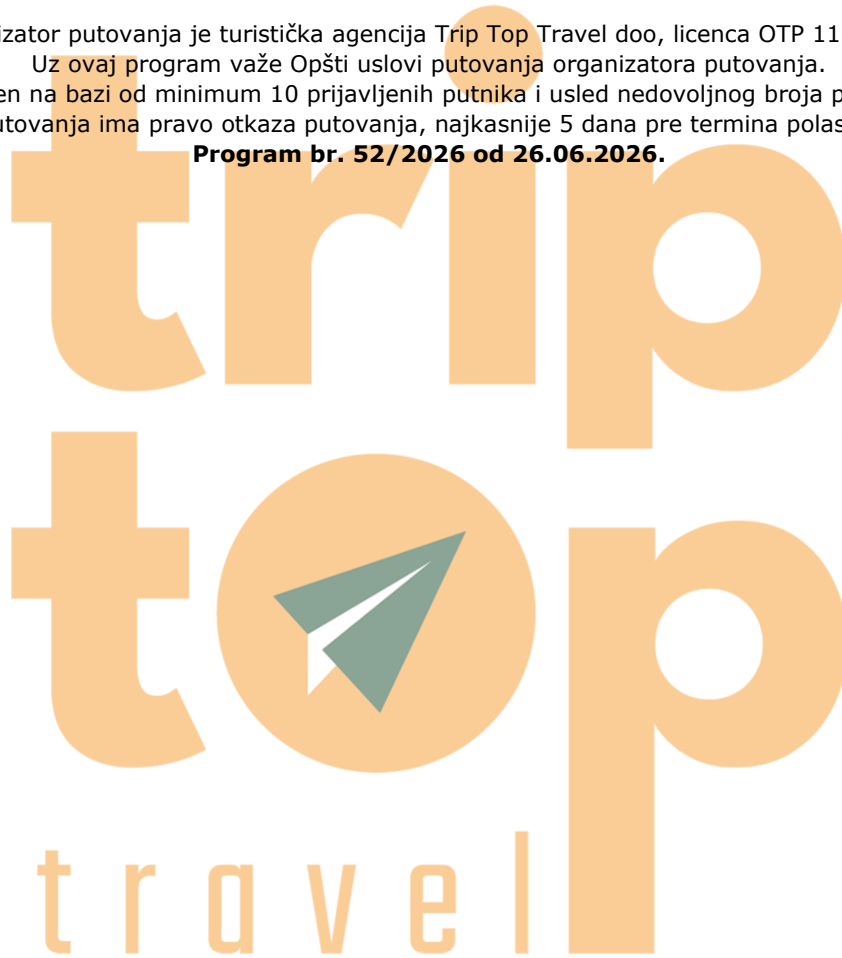 izator putovanja je turistička agencija Trip Top Travel doo, licenca OTP 11
Uz ovaj program važe Opšti uslovi putovanja organizatora putovanja.
en na bazi od minimum 10 prijavljenih putnika i usled nedovoljnog broja p
utovanja ima pravo otkaza putovanja, najkasnije 5 dana pre termina polas
Program br. 52/2026 od 26.06.2026.
trip
top
travel